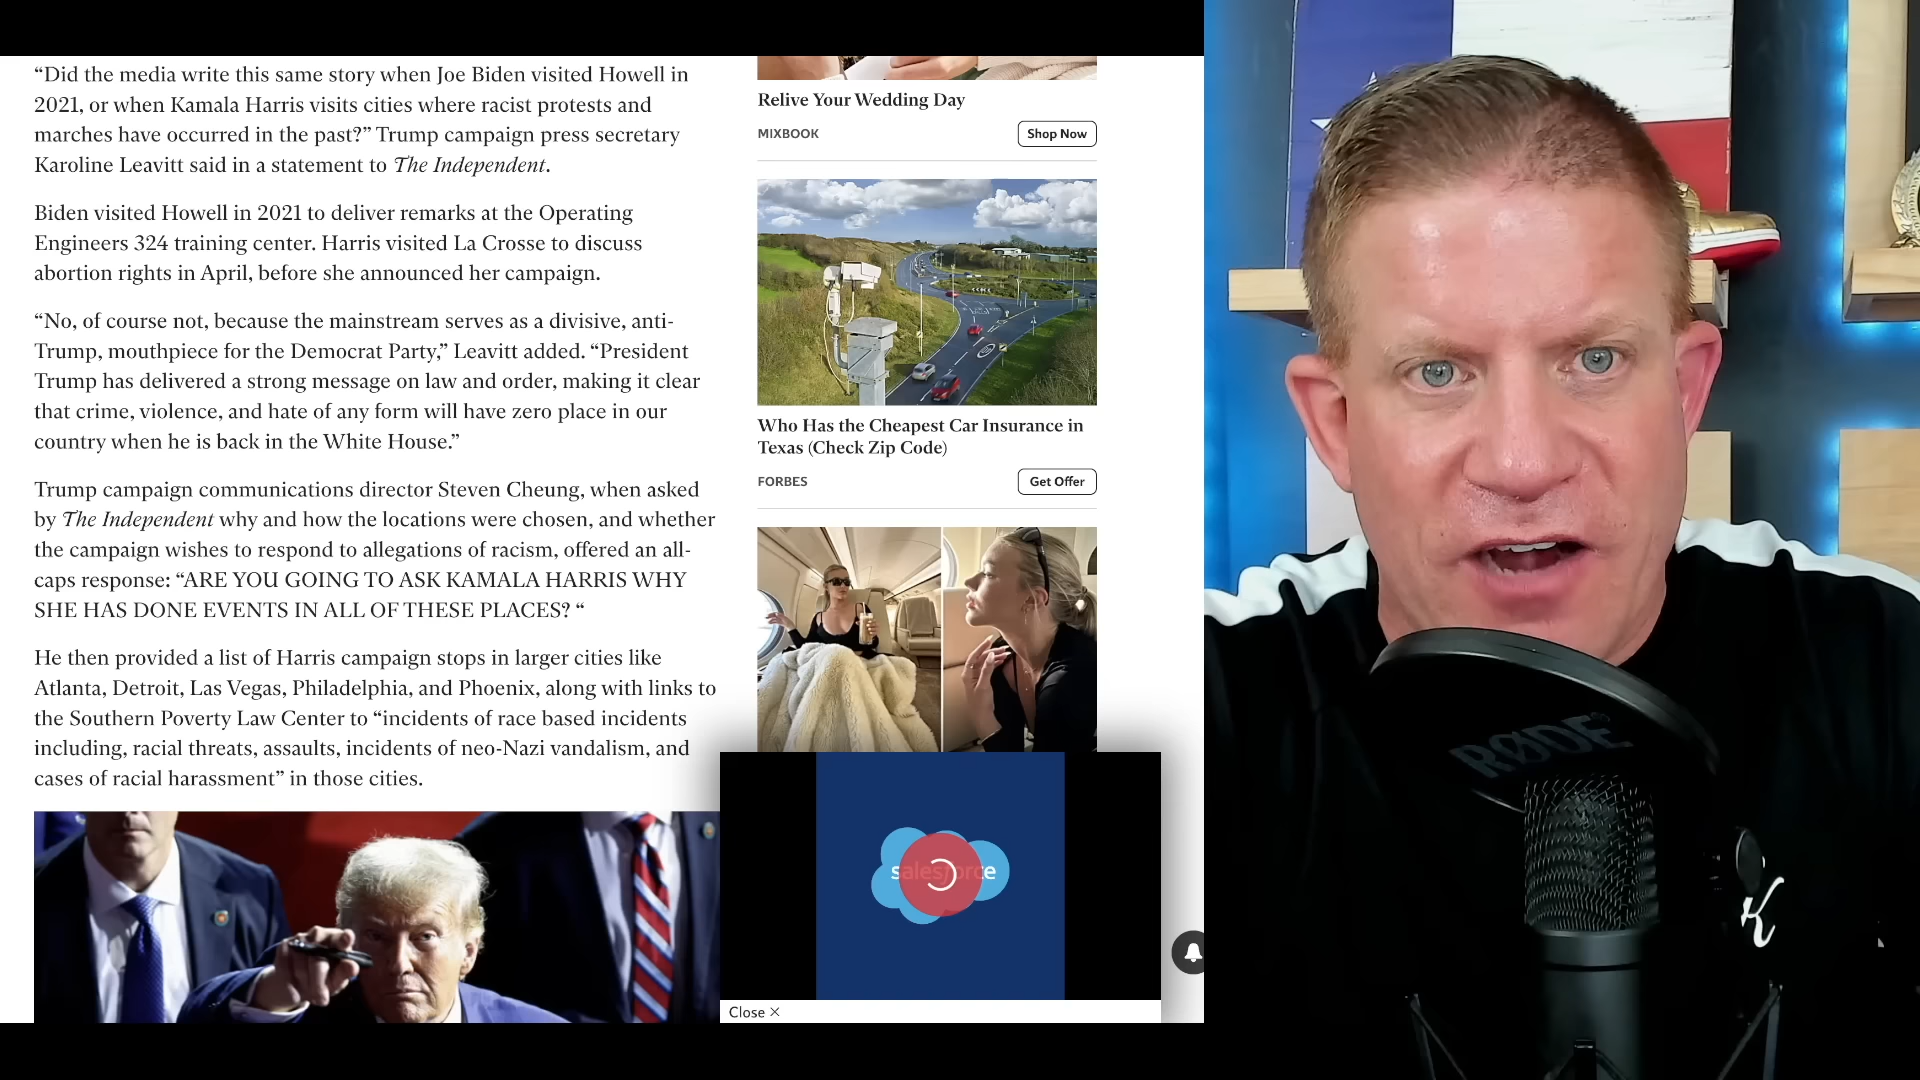 “Did the media write this same story when Joe Biden visited Howell in
2021, or when Kamala Harris visits cities where racist protests and
marches have occurred in the past?” Trump campaign press secretary
Karoline Leavitt said in a statement to The Independent.
Biden visited Howell in 2021 to deliver remarks at the Operating
Engineers 324 training center. Harris visited La Crosse to discuss
abortion rights in April, before she announced her campaign.
“No, of course not, because the mainstream serves as a divisive, anti-
Trump, mouthpiece for the Democrat Party,” Leavitt added. “President
Trump has delivered a strong message on law and order, making it clear
that crime, violence, and hate of any form will have zero place in our
country when he is back in the White House.”
Trump campaign communications director Steven Cheung, when asked
by The Independent why and how the locations were chosen, and whether
the campaign wishes to respond to allegations of racism, offered an all-
caps response: “ARE YOU GOING TO ASK KAMALA HARRIS WHY
SHE HAS DONE EVENTS IN ALL OF THESE PLACES? “
He then provided a list of Harris campaign stops in larger cities like
Atlanta, Detroit, Las Vegas, Philadelphia, and Phoenix, along with links to
the Southern Poverty Law Center to “incidents of race based incidents
including, racial threats, assaults, incidents of neo-Nazi vandalism, and
cases of racial harassment” in those cities.
Relive Your Wedding Day
MIXBOOK
Shop Now
Who Has the Cheapest Car Insurance in
Texas (Check Zip Code)
FORBES
Get Offer
salesforce
Close ×
RØDE
K